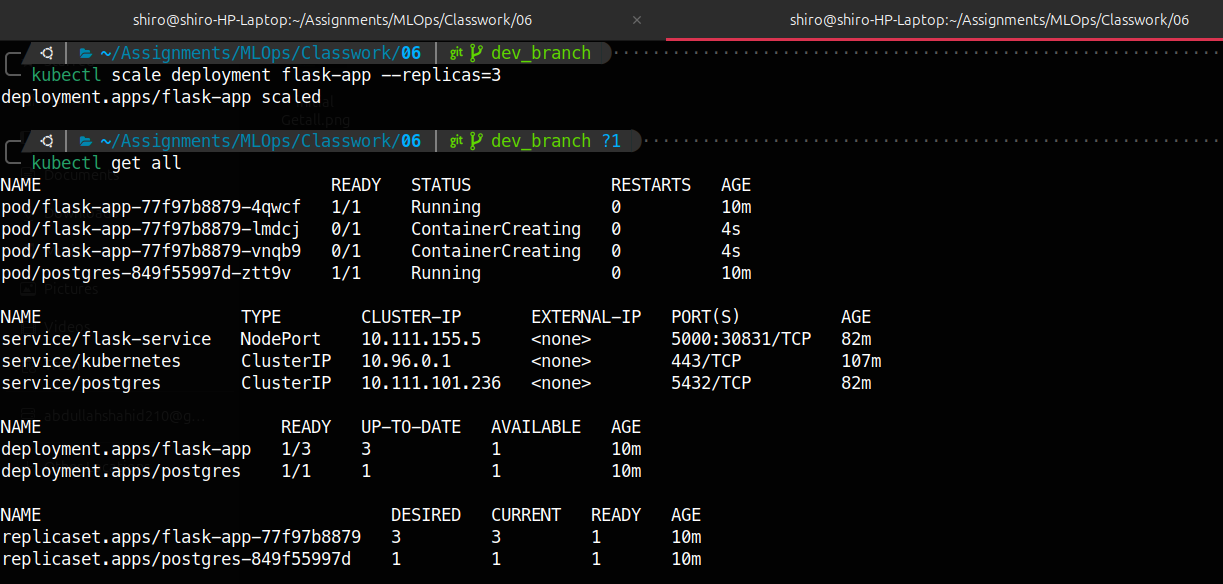 shiro@shiro-HP-Laptop:~/Assignments/MLOps/Classwork/06 × shiro@shiro-HP-Laptop:~/Assignments/MLOps/Classwork/06
~/Assignments/MLOps/Classwork/06 git dev_branch
kubectl scale deployment flask-app --replicas=3
deployment.apps/flask-app scaled
Getall.png
~/Assignments/MLOps/Classwork/06 git dev_branch ?1
kubectl get all
NAME READY STATUS RESTARTS AGE
pod/flask-app-77f97b8879-4qwcf 1/1 Running 0 10m
pod/flask-app-77f97b8879-lmdcj 0/1 ContainerCreating 0 4s
pod/flask-app-77f97b8879-vnqb9 0/1 ContainerCreating 0 4s
pod/postgres-849f55997d-ztt9v 1/1 Running 0 10m
Pictures
NAME TYPE CLUSTER-IP EXTERNAL-IP PORT(S) AGE
service/flask-service NodePort 10.111.155.5 <none> 5000:30831/TCP 82m
service/kubernetes ClusterIP 10.96.0.1 <none> 443/TCP 107m
service/postgres ClusterIP 10.111.101.236 <none> 5432/TCP 82m
abdullahshahid210@g...
NAME READY UP-TO-DATE AVAILABLE AGE
deployment.apps/flask-app 1/3 3 1 10m
deployment.apps/postgres 1/1 1 1 10m
NAME DESIRED CURRENT READY AGE
replicaset.apps/flask-app-77f97b8879 3 3 1 10m
replicaset.apps/postgres-849f55997d 1 1 1 10m